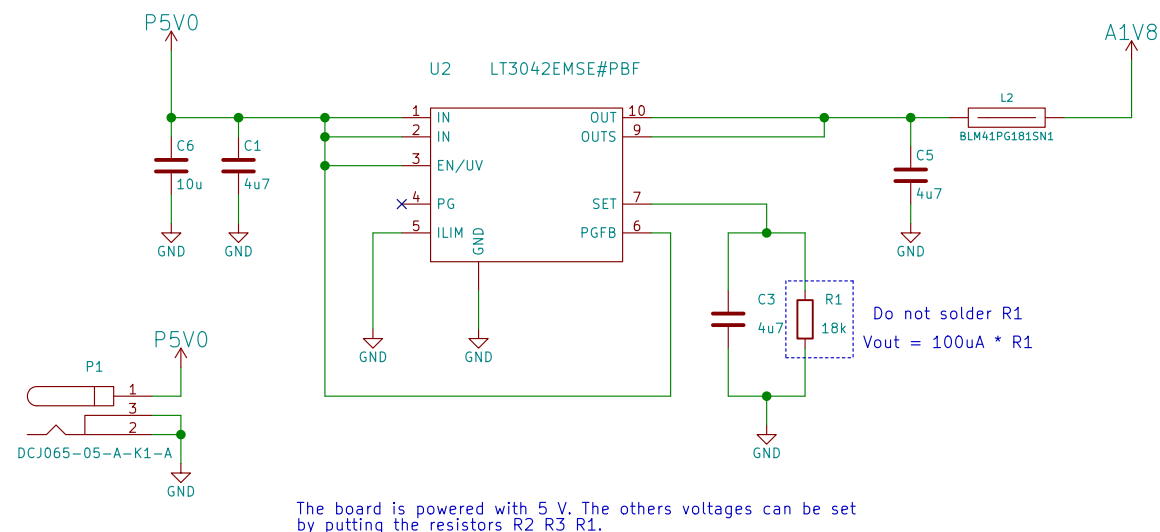 P5V0
A1V8
U2 LT3042EMSE#PBF
L2
BLM41PG181SN1
1 IN
2 IN
3 EN/UV
4 PG
5 ILIM
GND
OUT 10
OUTS 9
SET 7
PGFB 6
C6
10u
C1
4u7
GND
GND
C5
4u7
GND
C3
4u7
R1
18k
Do not solder R1
Vout = 100uA * R1
GND
GND
GND
P5V0
P1
1
3
2
DCJ065-05-A-K1-A
GND
The board is powered with 5 V. The others voltages can be set
by putting the resistors R2 R3 R1.